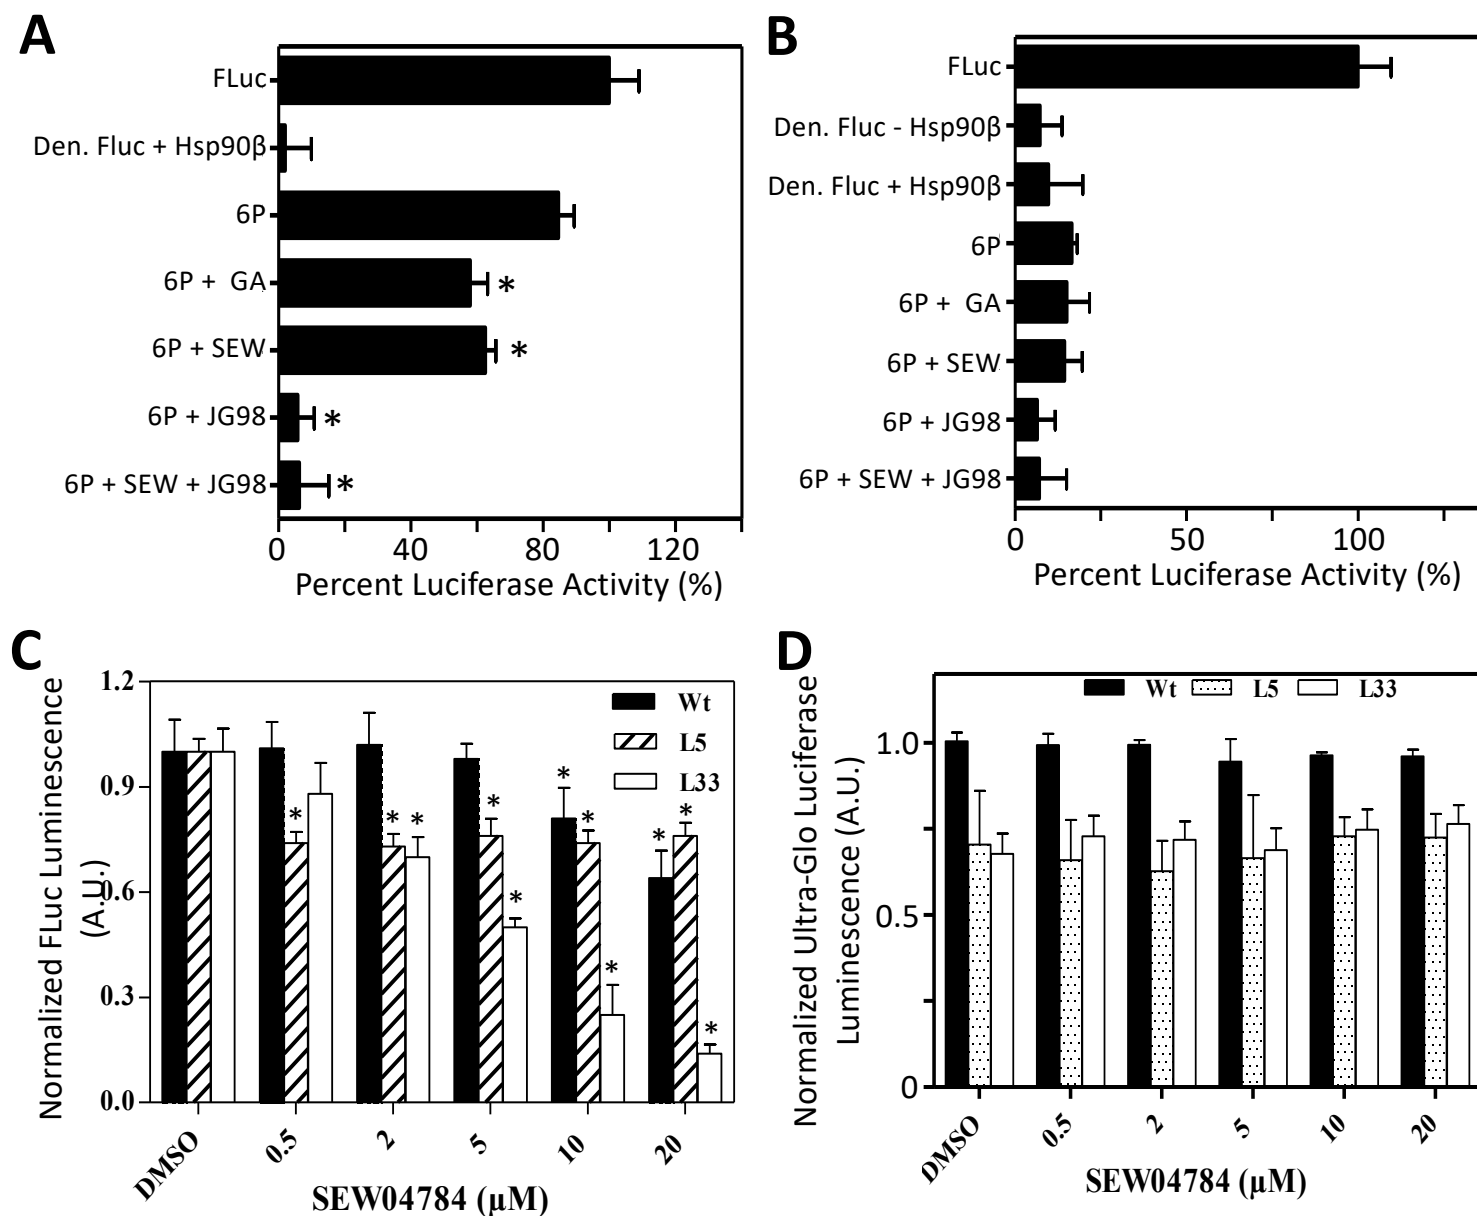 A
FLuc
Den. Fluc + Hsp90β
6P
6P + GA
6P + SEW
6P + JG98
6P + SEW + JG98
*
*
*
*
0 40 80 120
Percent Luciferase Activity (%)
B
FLuc
Den. Fluc - Hsp90β
Den. Fluc + Hsp90β
6P
6P + GA
6P + SEW
6P + JG98
6P + SEW + JG98
0 50 100
Percent Luciferase Activity (%)
C
Normalized FLuc Luminescence
(A.U.)
1.2
0.9
0.6
0.3
0.0
Wt
L5
L33
* * * * * * * * * *
DMSO 0.5 2 5 10 20
SEW04784 (µM)
D
Normalized Ultra-Glo Luciferase
Luminescence (A.U.)
1.0
0.5
0
Wt L5 L33
DMSO 0.5 2 5 10 20
SEW04784 (µM)